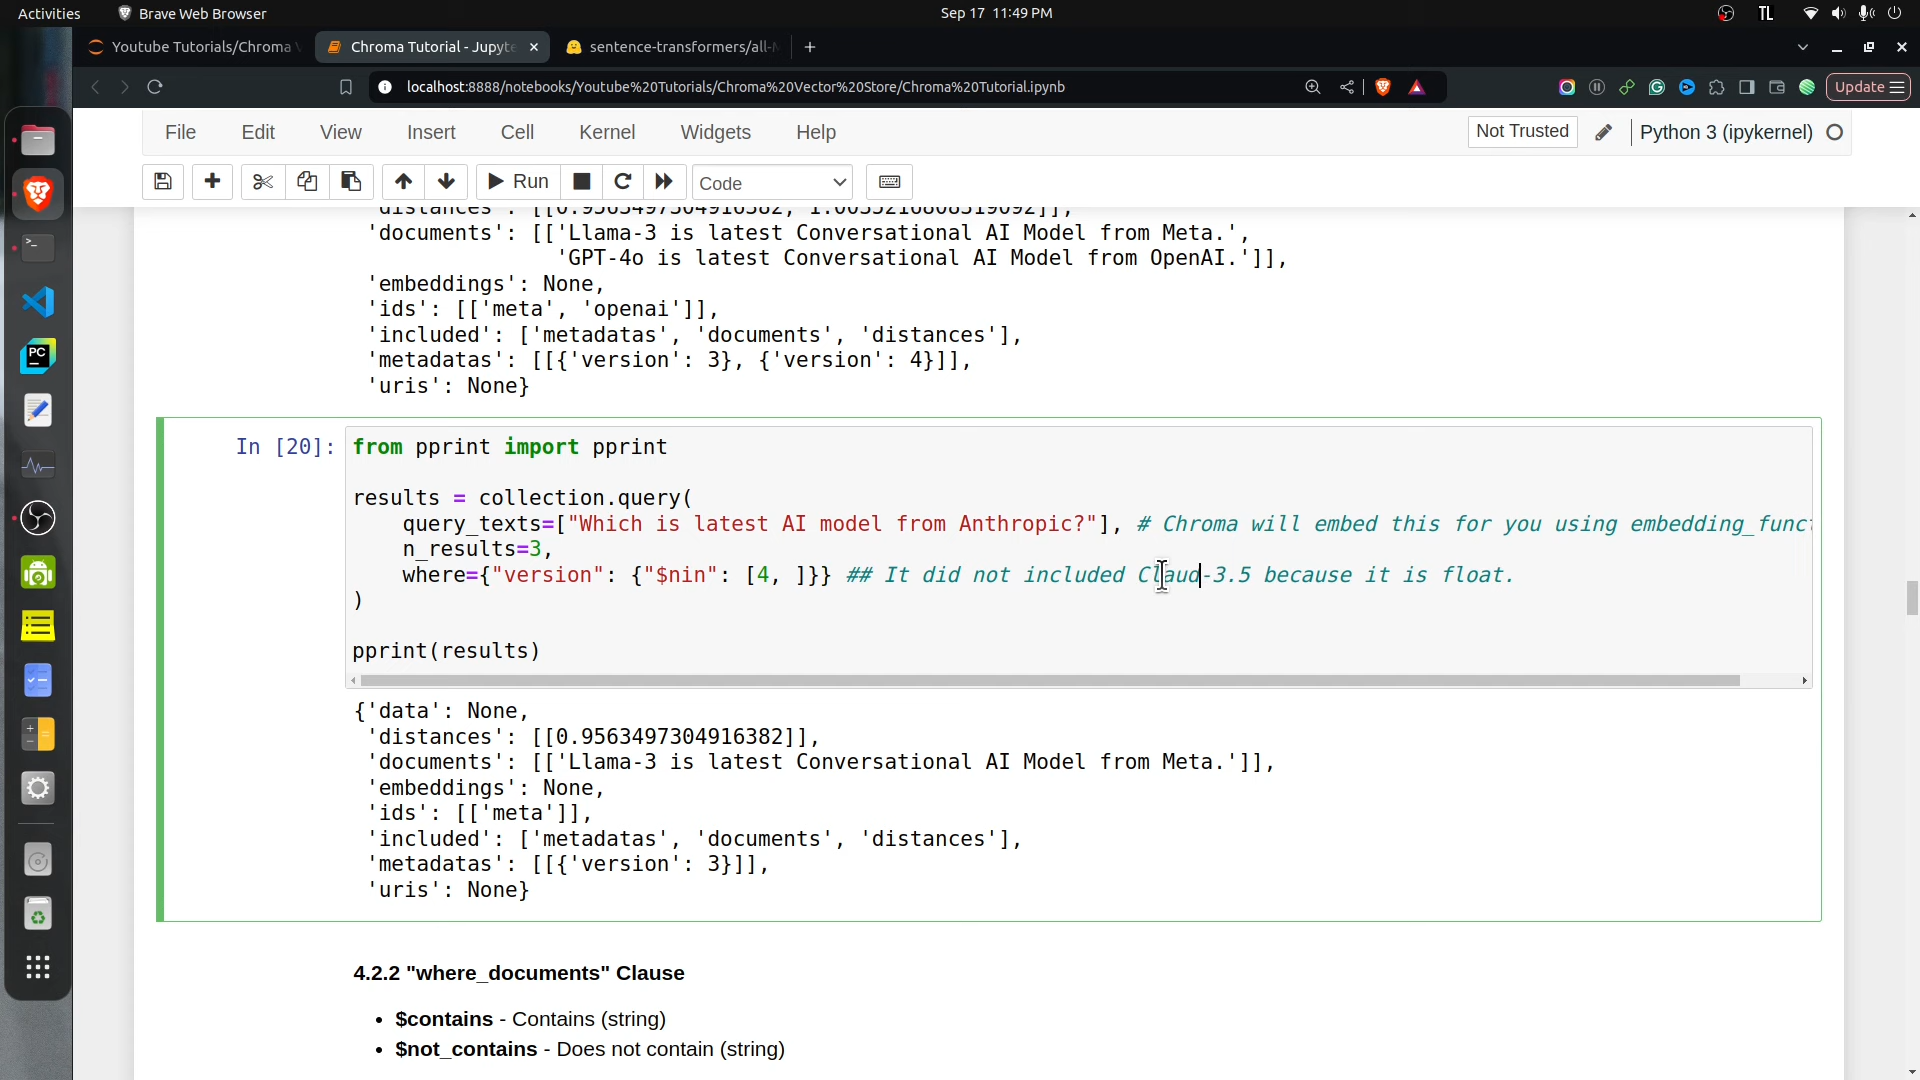 Activities Brave Web Browser Sep 17 11:49 PM TL
Youtube Tutorials/Chroma Chroma Tutorial - Jupyt sentence-transformers/all-
localhost:8888/notebooks/Youtube%20Tutorials/Chroma%20Vector%20Store/Chroma%20Tutorial.ipynb Update
File Edit View Insert Cell Kernel Widgets Help Not Trusted Python 3 (ipykernel)
Run Code
'distances': [[0.9563497304916382, 1.0035216808319092]],
'documents': [['Llama-3 is latest Conversational AI Model from Meta.',
'GPT-4o is latest Conversational AI Model from OpenAI.']],
'embeddings': None,
'ids': [['meta', 'openai']],
'included': ['metadatas', 'documents', 'distances'],
'metadatas': [[{'version': 3}, {'version': 4}]],
'uris': None}
In [20]: from pprint import pprint
results = collection.query(
query_texts=["Which is latest AI model from Anthropic?"], # Chroma will embed this for you using embedding_func
n_results=3,
where={"version": {"$nin": [4, ]}} ## It did not included Claud-3.5 because it is float.
)
pprint(results)
{'data': None,
'distances': [[0.9563497304916382]],
'documents': [['Llama-3 is latest Conversational AI Model from Meta.']],
'embeddings': None,
'ids': [['meta']],
'included': ['metadatas', 'documents', 'distances'],
'metadatas': [[{'version': 3}]],
'uris': None}
4.2.2 "where_documents" Clause
• $contains - Contains (string)
• $not_contains - Does not contain (string)